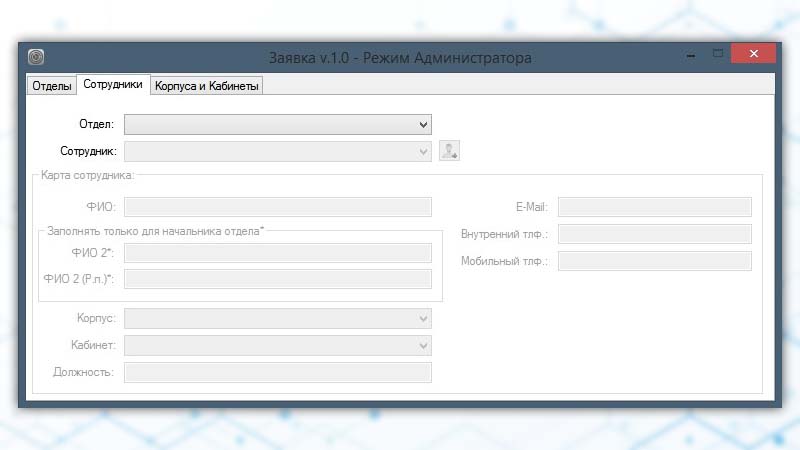 Заявка v.1.0 - Режим Администратора
Отделы Сотрудники Корпуса и Кабинеты
Отдел:
Сотрудник:
Карта сотрудника:
ФИО:
Заполнять только для начальника отдела*
ФИО 2*:
ФИО 2 (Р.п.)*:
Корпус:
Кабинет:
Должность:
E-Mail:
Внутренний тлф.:
Мобильный тлф.: